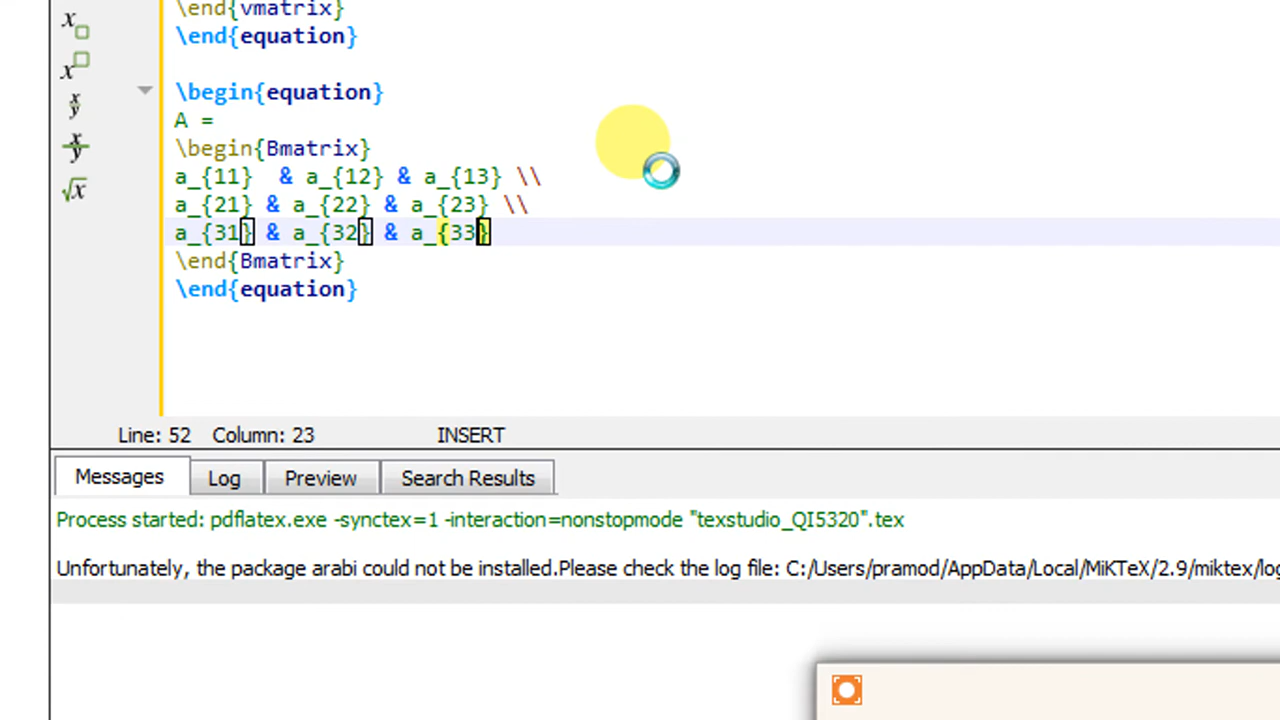 \end{vmatrix}
\end{equation}
\begin{equation}
A =
\begin{Bmatrix}
a_{11}  & a_{12} & a_{13} \\
a_{21} & a_{22} & a_{23} \\
a_{31} & a_{32} & a_{33}
\end{Bmatrix}
\end{equation}
Line: 52 Column: 23 INSERT
Messages Log Preview Search Results
Process started: pdflatex.exe -synctex=1 -interaction=nonstopmode "texstudio_QI5320".tex
Unfortunately, the package arabi could not be installed.Please check the log file: C:/Users/pramod/AppData/Local/MiKTeX/2.9/miktex/log